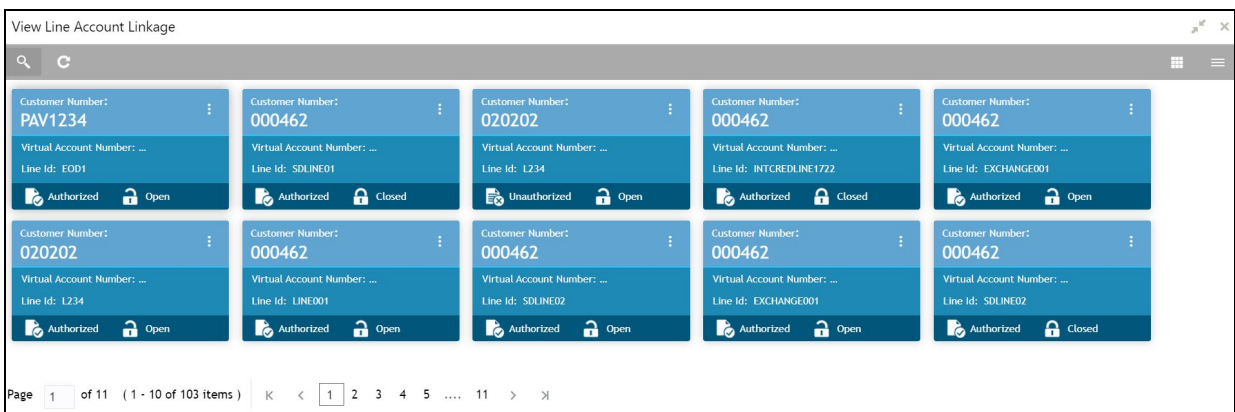 View Line Account Linkage
Customer Number:
PAV1234
Virtual Account Number: ...
Line Id: EOD1
Authorized Open
Customer Number:
000462
Virtual Account Number: ...
Line Id: SDLINE01
Authorized Closed
Customer Number:
020202
Virtual Account Number: ...
Line Id: L234
Unauthorized Open
Customer Number:
000462
Virtual Account Number: ...
Line Id: INTCREDLINE1722
Authorized Closed
Customer Number:
000462
Virtual Account Number: ...
Line Id: EXCHANGE001
Authorized Open
Customer Number:
020202
Virtual Account Number: ...
Line Id: L234
Authorized Open
Customer Number:
000462
Virtual Account Number: ...
Line Id: LINE001
Authorized Open
Customer Number:
000462
Virtual Account Number: ...
Line Id: SDLINE02
Authorized Open
Customer Number:
000462
Virtual Account Number: ...
Line Id: EXCHANGE001
Authorized Open
Customer Number:
000462
Virtual Account Number: ...
Line Id: SDLINE02
Authorized Closed
Page 1 of 11 ( 1 - 10 of 103 items ) 1 2 3 4 5 .... 11